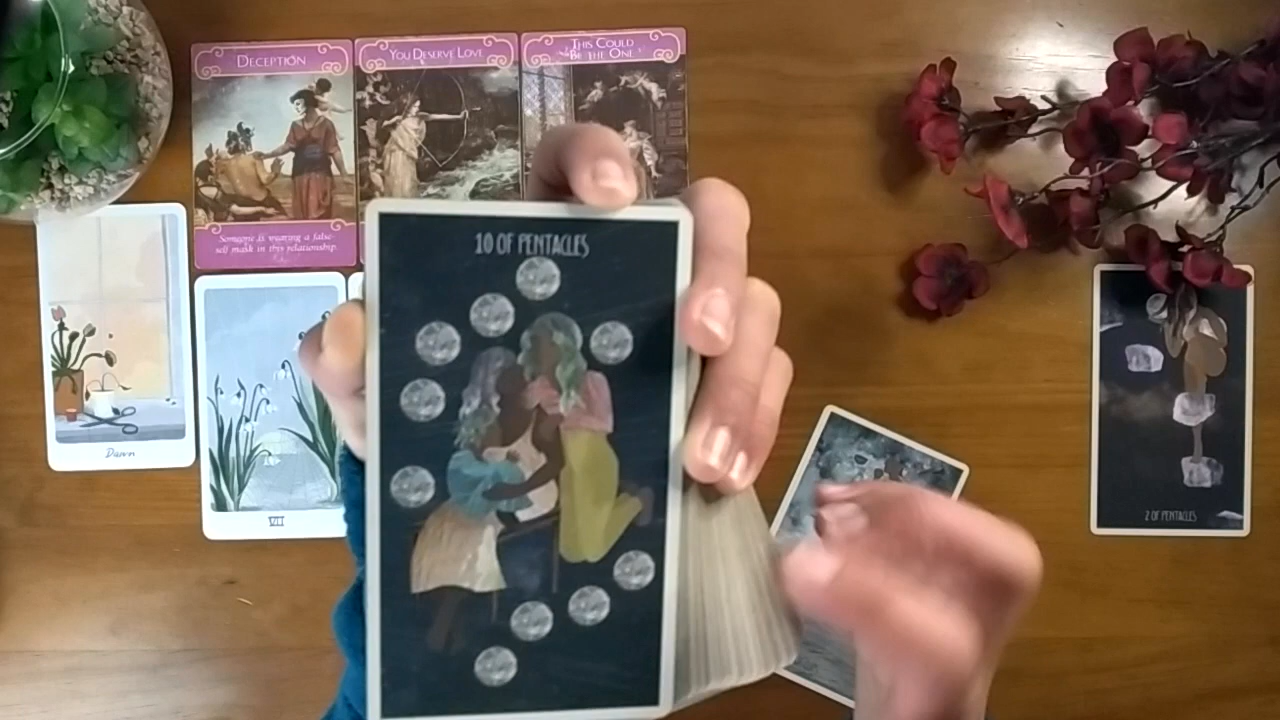 DECEPTION
YOU DESERVE LOVE
THIS COULD
BE THE ONE
Someone is wearing a false-
self mask in this relationship.
10 OF PENTACLES
Dawn
VII
2 OF PENTACLES